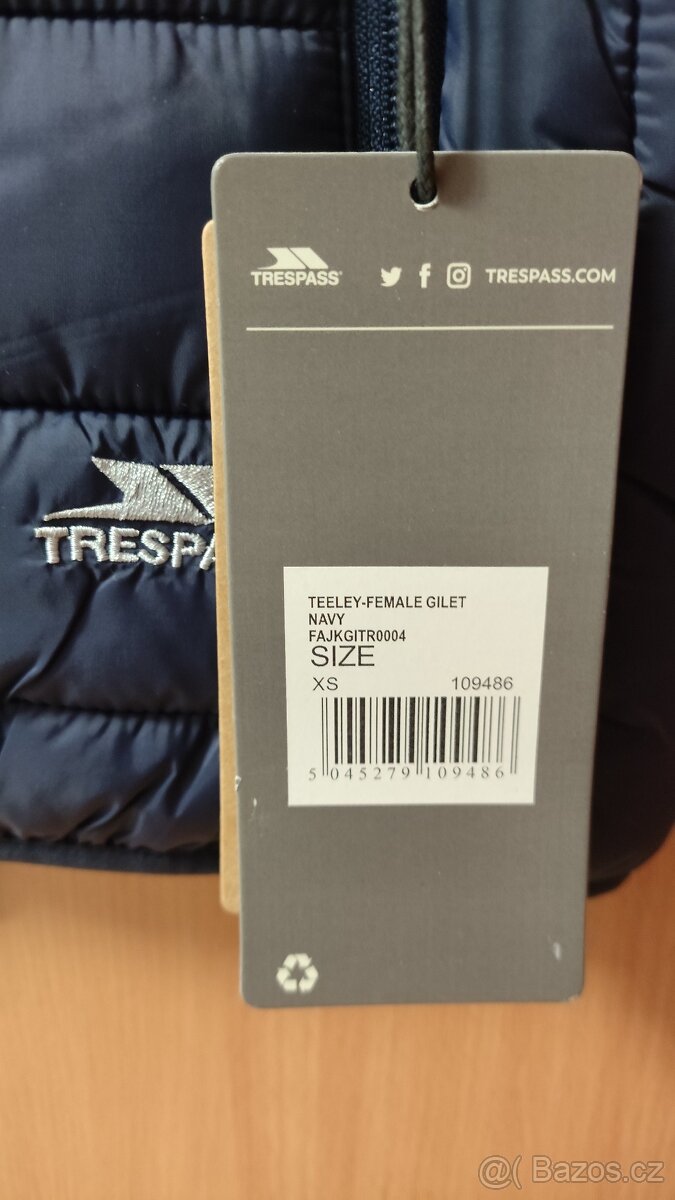 TRESPASS
TRESPASS.COM
TRESPA
TEELEY-FEMALE GILET
NAVY
FAJKGITR0004
SIZE
XS 109486
5 045279 109486
@( Bazos.cz